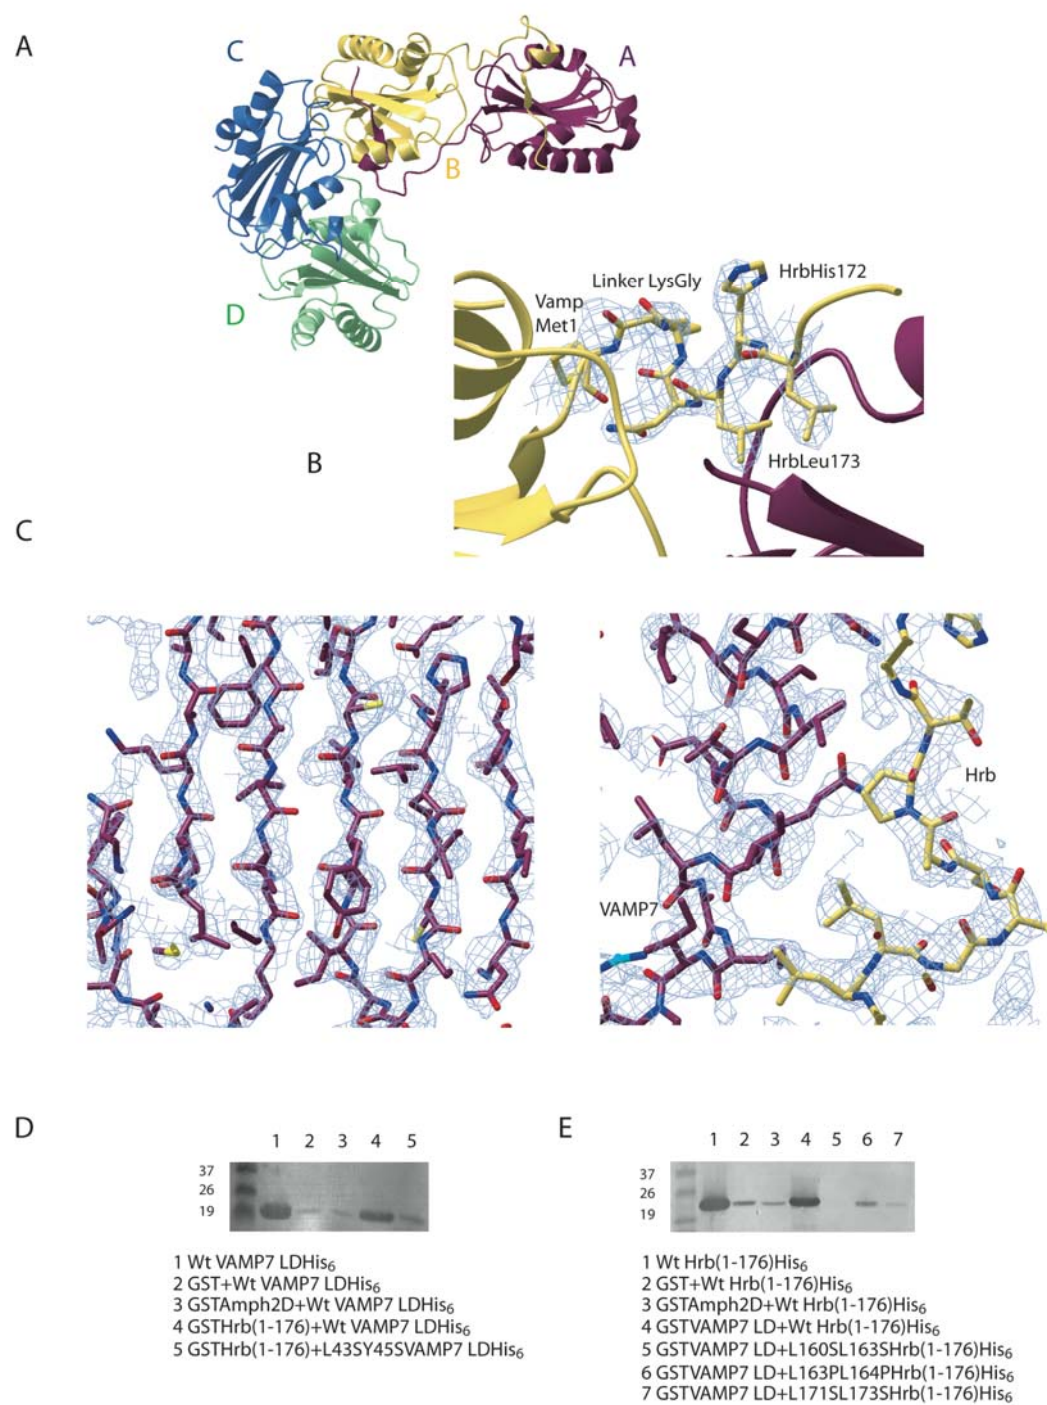 A
C
A
B
D
HrbHis172
Linker LysGly
Vamp
Met1
HrbLeu173
B
C
Hrb
VAMP7
D
1 2 3 4 5
37
26
19
1 Wt VAMP7 LDHis6
2 GST+Wt VAMP7 LDHis6
3 GSTAmph2D+Wt VAMP7 LDHis6
4 GSTHrb(1-176)+Wt VAMP7 LDHis6
5 GSTHrb(1-176)+L43SY45SVAMP7 LDHis6
E
1 2 3 4 5 6 7
37
26
19
1 Wt Hrb(1-176)His6
2 GST+Wt Hrb(1-176)His6
3 GSTAmph2D+Wt Hrb(1-176)His6
4 GSTVAMP7 LD+Wt Hrb(1-176)His6
5 GSTVAMP7 LD+L160SL163SHrb(1-176)His6
6 GSTVAMP7 LD+L163PL164PHrb(1-176)His6
7 GSTVAMP7 LD+L171SL173SHrb(1-176)His6